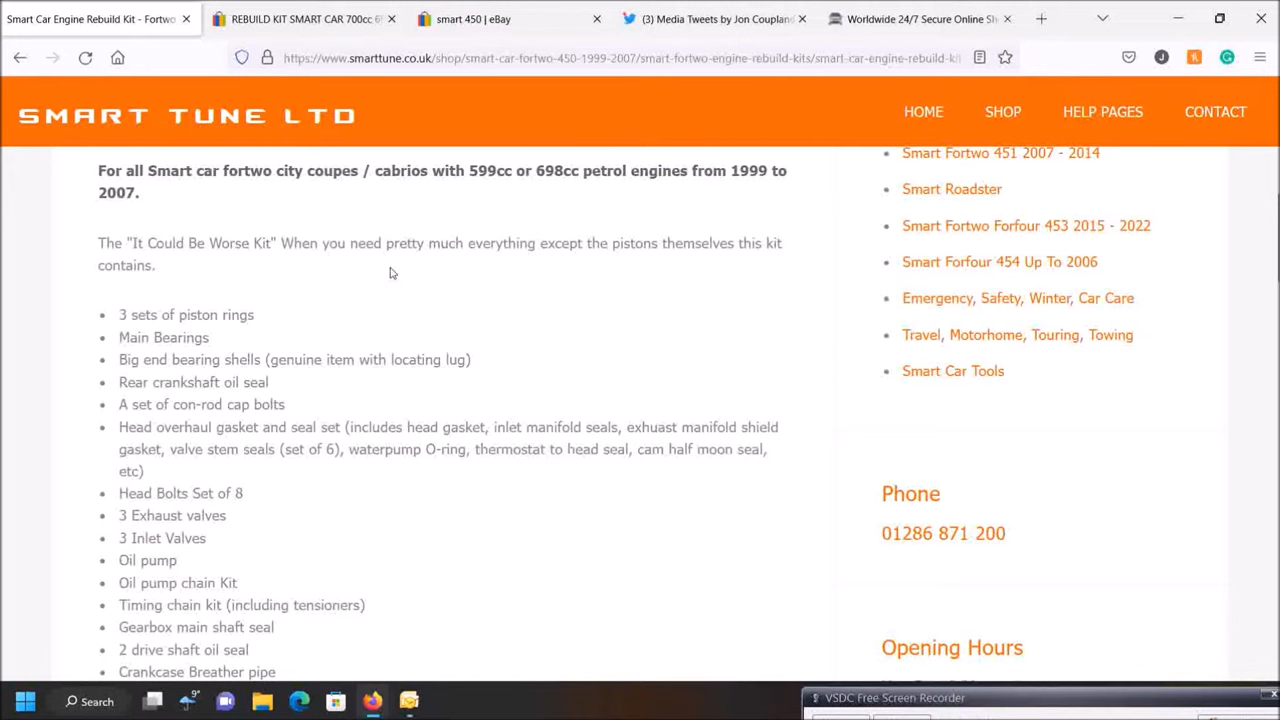 Smart Car Engine Rebuild Kit - Fortwo
REBUILD KIT SMART CAR 700cc 6
smart 450 | eBay
(3) Media Tweets by Jon Coupland
Worldwide 24/7 Secure Online Sh
https://www.smarttune.co.uk/shop/smart-car-fortwo-450-1999-2007/smart-fortwo-engine-rebuild-kits/smart-car-engine-rebuild-ki
SMART TUNE LTD
HOME
SHOP
HELP PAGES
CONTACT
For all Smart car fortwo city coupes / cabrios with 599cc or 698cc petrol engines from 1999 to
2007.
The "It Could Be Worse Kit" When you need pretty much everything except the pistons themselves this kit
contains.
• 3 sets of piston rings
• Main Bearings
• Big end bearing shells (genuine item with locating lug)
• Rear crankshaft oil seal
• A set of con-rod cap bolts
• Head overhaul gasket and seal set (includes head gasket, inlet manifold seals, exhuast manifold shield
gasket, valve stem seals (set of 6), waterpump O-ring, thermostat to head seal, cam half moon seal,
etc)
• Head Bolts Set of 8
• 3 Exhaust valves
• 3 Inlet Valves
• Oil pump
• Oil pump chain Kit
• Timing chain kit (including tensioners)
• Gearbox main shaft seal
• 2 drive shaft oil seal
• Crankcase Breather pipe
• Smart Fortwo 451 2007 - 2014
• Smart Roadster
• Smart Fortwo Forfour 453 2015 - 2022
• Smart Forfour 454 Up To 2006
• Emergency, Safety, Winter, Car Care
• Travel, Motorhome, Touring, Towing
• Smart Car Tools
Phone
01286 871 200
Opening Hours
Search
9°
VSDC Free Screen Recorder